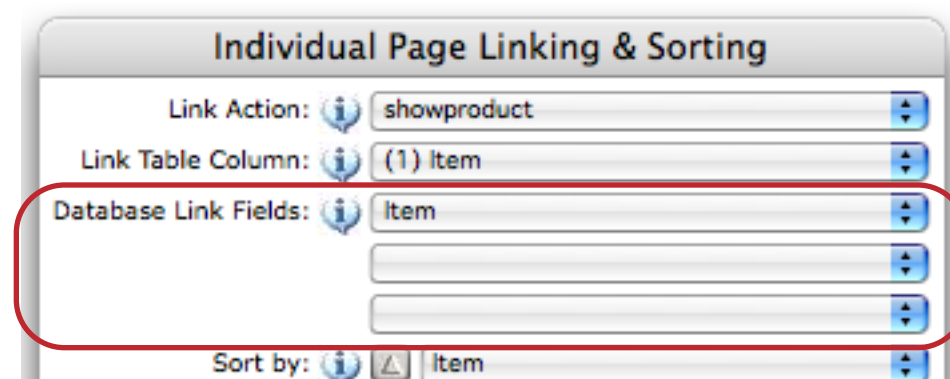 Individual Page Linking & Sorting
Link Action: showproduct
Link Table Column: (1) Item
Database Link Fields: Item
Sort by: Item